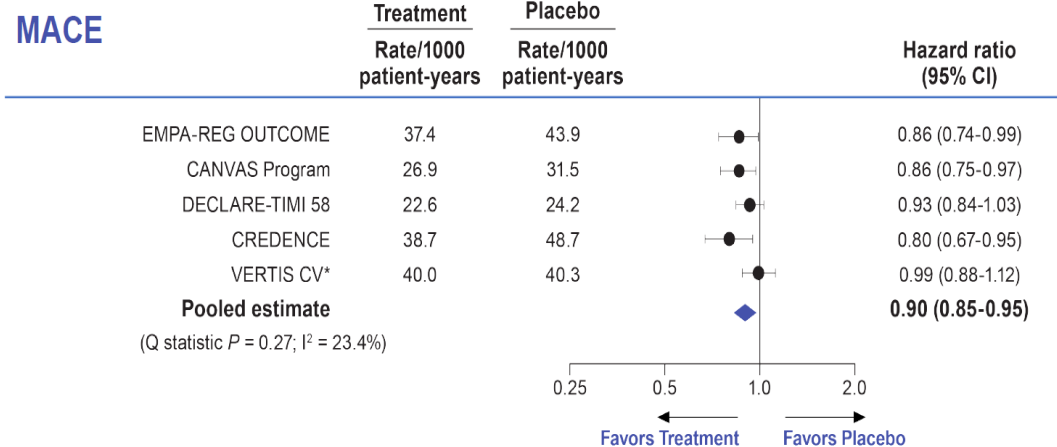 MACE
Treatment Placebo
Rate/1000 patient-years Rate/1000 patient-years Hazard ratio (95% CI)
EMPA-REG OUTCOME 37.4 43.9 0.86 (0.74-0.99)
CANVAS Program 26.9 31.5 0.86 (0.75-0.97)
DECLARE-TIMI 58 22.6 24.2 0.93 (0.84-1.03)
CREDENCE 38.7 48.7 0.80 (0.67-0.95)
VERTIS CV* 40.0 40.3 0.99 (0.88-1.12)
Pooled estimate 0.90 (0.85-0.95)
(Q statistic P = 0.27; I² = 23.4%)
0.25 0.5 1.0 2.0
Favors Treatment Favors Placebo